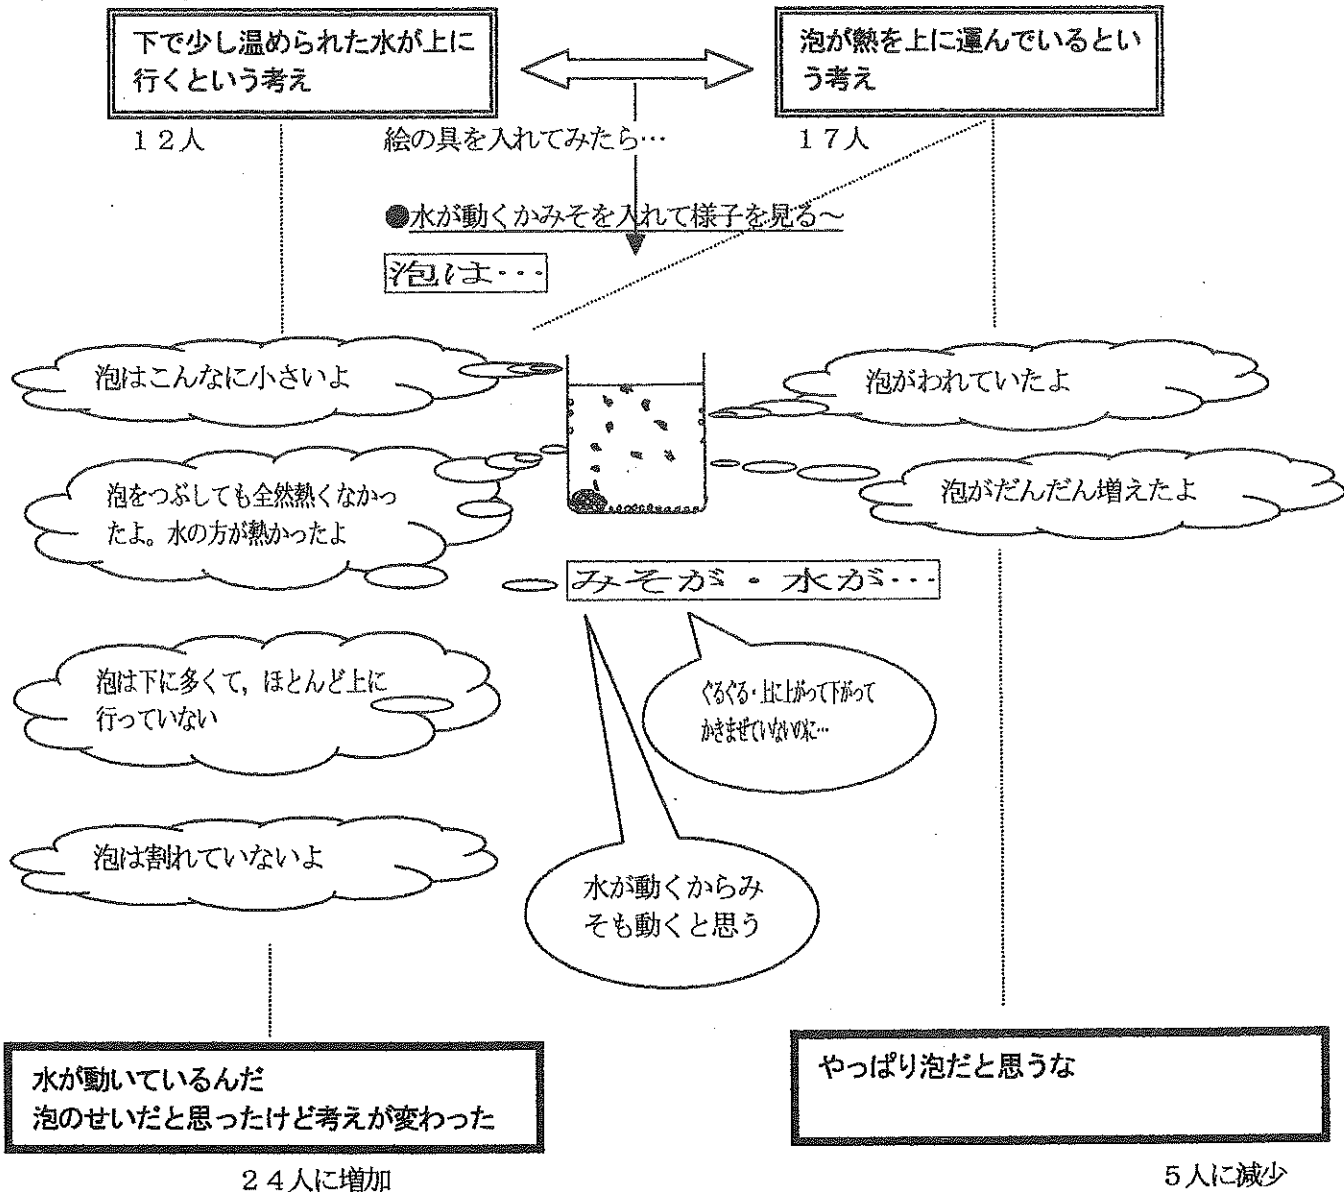 下で少し温められた水が上に
行くという考え
泡が熱を上に運んでいるとい
う考え
12人
絵の具を入れてみたら…
17人
●水が動くかみそを入れて様子を見る~
泡は・・・
泡はこんなに小さいよ
泡がわれていたよ
泡をつぶしても全然熱くなかっ
たよ。水の方が熱かったよ
泡がだんだん増えたよ
みそが・水が・・・
泡は下に多くて，ほとんど上に
行っていない
ぐるぐる・上に上がって下がって
かきまぜていないのに…
泡は割れていないよ
水が動くからみ
そも動くと思う
水が動いているんだ
泡のせいだと思ったけど考えが変わった
やっぱり泡だと思うな
24人に増加
5人に減少